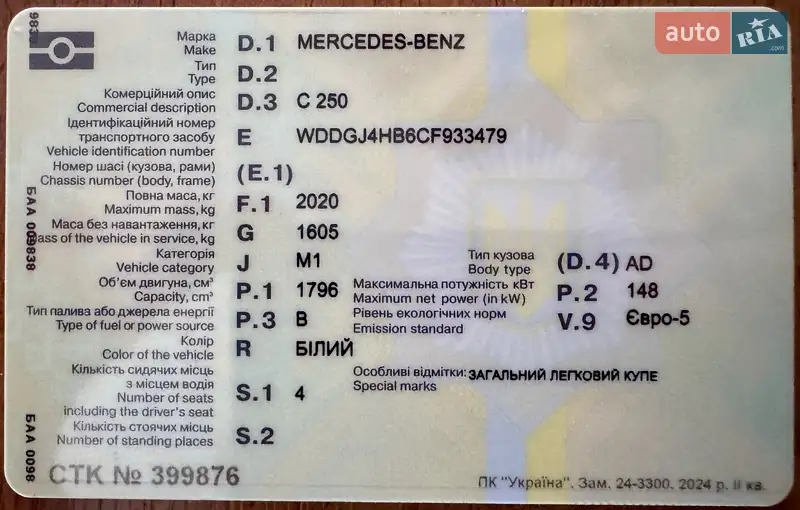 auto RIA .com
Марка
Make D.1 MERCEDES-BENZ
Тип
Type D.2
Комерційний опис
Commercial description D.3 C 250
Ідентифікаційний номер
транспортного засобу
Vehicle identification number E WDDGJ4HB6CF933479
Номер шасі (кузова, рами)
Chassis number (body, frame) (E.1)
Повна маса, кг
Maximum mass, kg F.1 2020
Маса без навантаження, кг
Mass of the vehicle in service, kg G 1605
Категорія
Vehicle category J M1
Тип кузова
Body type (D.4) AD
Об'єм двигуна, см³
Capacity, cm³ P.1 1796
Максимальна потужність кВт
Maximum net power (in kW) P.2 148
Тип палива або джерела енергії
Type of fuel or power source P.3 B
Рівень екологічних норм
Emission standard V.9 Євро-5
Колір
Color of the vehicle R БІЛИЙ
Кількість сидячих місць
з місцем водія
Number of seats
including the driver's seat S.1 4
Особливі відмітки: ЗАГАЛЬНИЙ ЛЕГКОВИЙ КУПЕ
Special marks
Кількість стоячих місць
Number of standing places S.2
СТК № 399876
ПК "Україна". Зам. 24-3300. 2024 р. II кв.
БАА 0098